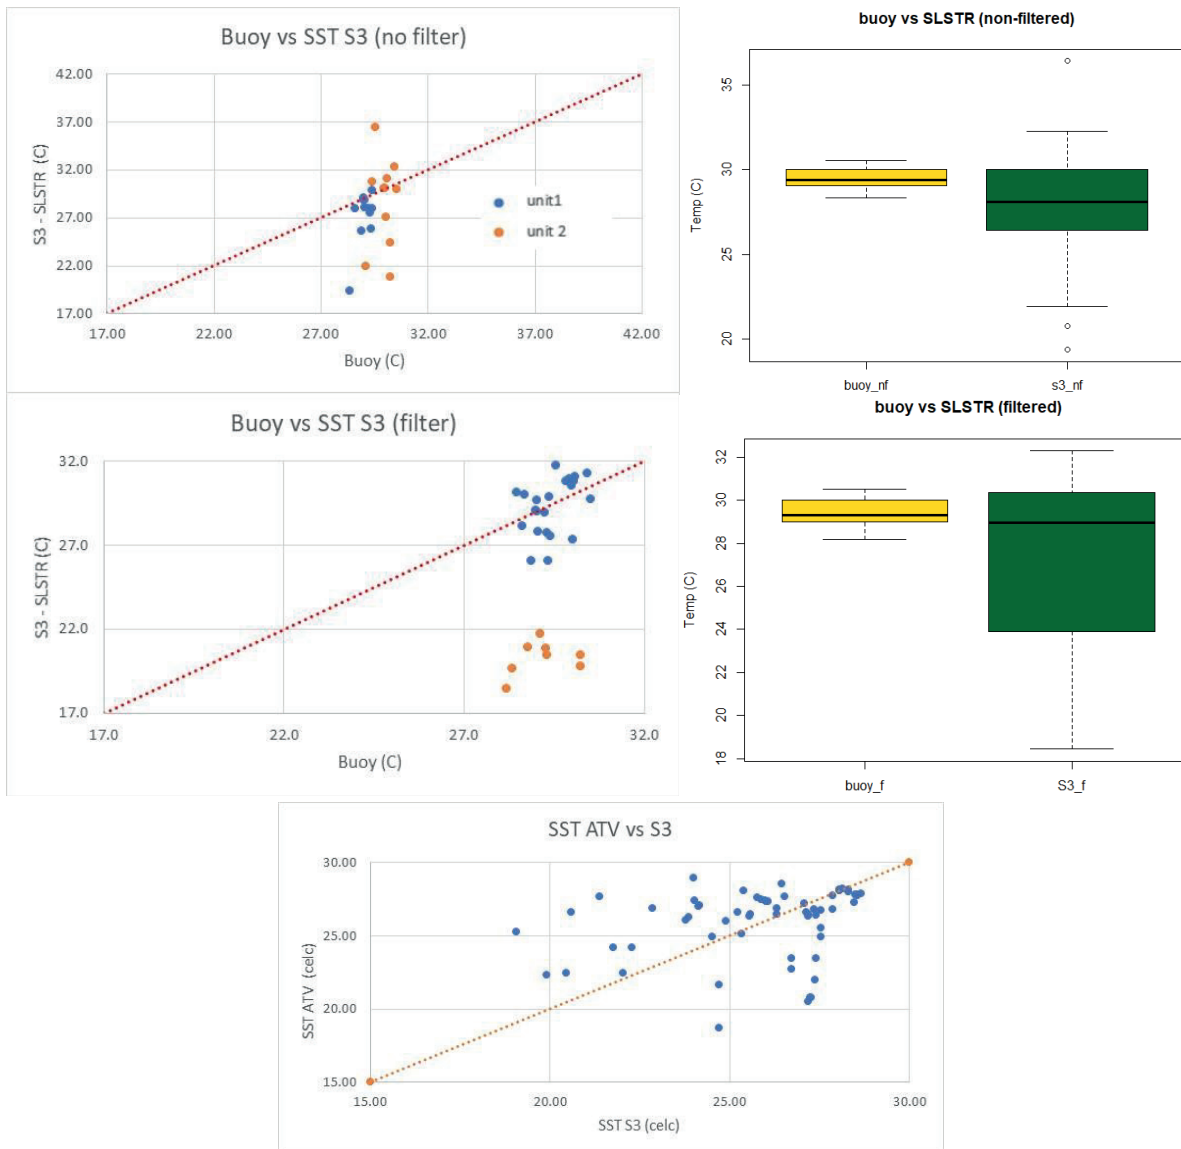 Buoy vs SST S3 (no filter)
S3 - SLSTR (C)
42.00
37.00
32.00
27.00
22.00
17.00
unit1
unit 2
17.00 22.00 27.00 32.00 37.00 42.00
Buoy (C)
buoy vs SLSTR (non-filtered)
Temp (C)
35
30
25
20
buoy_nf s3_nf
Buoy vs SST S3 (filter)
S3 - SLSTR (C)
32.0
27.0
22.0
17.0
17.0 22.0 27.0 32.0
Buoy (C)
buoy vs SLSTR (filtered)
Temp (C)
32
30
28
26
24
22
20
18
buoy_f S3_f
SST ATV vs S3
SST ATV (celc)
30.00
25.00
20.00
15.00
15.00 20.00 25.00 30.00
SST S3 (celc)